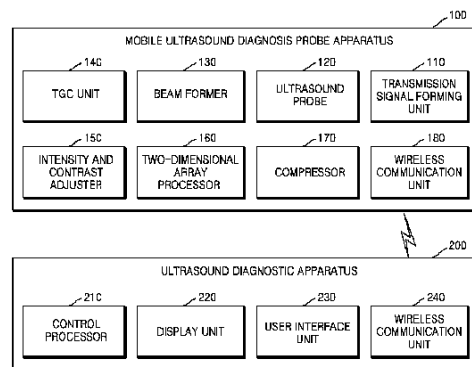 100
MOBILE ULTRASOUND DIAGNOSIS PROBE APPARATUS
140
130
120
110
TGC UNIT
BEAM FORMER
ULTRASOUND
PROBE
TRANSMISSION
SIGNAL FORMING
UNIT
150
160
170
180
INTENSITY AND
CONTRAST
ADJUSTER
TWO-DIMENSIONAL
ARRAY
PROCESSOR
COMPRESSOR
WIRELESS
COMMUNICATION
UNIT
200
ULTRASOUND DIAGNOSTIC APPARATUS
210
220
230
240
CONTROL
PROCESSOR
DISPLAY UNIT
USER INTERFACE
UNIT
WIRELESS
COMMUNICATION
UNIT